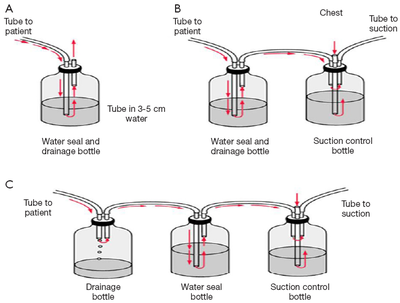 A
Tube to
patient
Tube in 3-5 cm
water
Water seal and
drainage bottle
B
Tube to
patient
Chest
Tube to
suction
Water seal and
drainage bottle
Suction control
bottle
C
Tube to
patient
Tube to
suction
Drainage
bottle
Water seal
bottle
Suction control
bottle